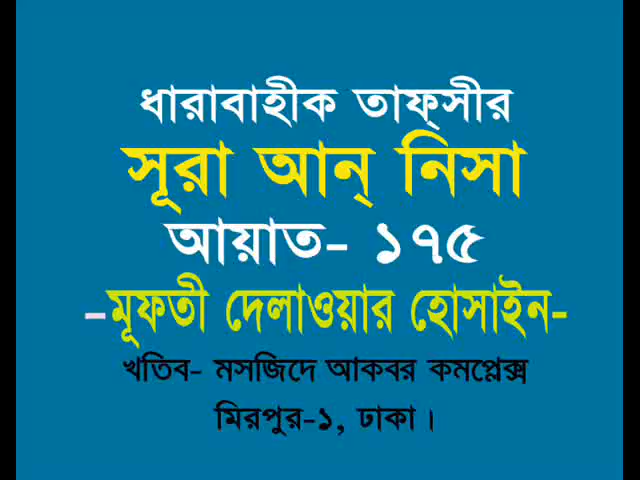 ধারাবাহীক তাফ্সীর
সূরা আন্ নিসা
আয়াত- ১৭৫
-মূফতী দেলাওয়ার হোসাইন-
খতিব- মসজিদে আকবর কমপ্লেক্স
মিরপুর-১, ঢাকা।